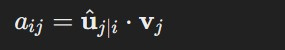 $a_{ij} = \hat{\mathbf{u}}_{j|i} \cdot \mathbf{v}_j$